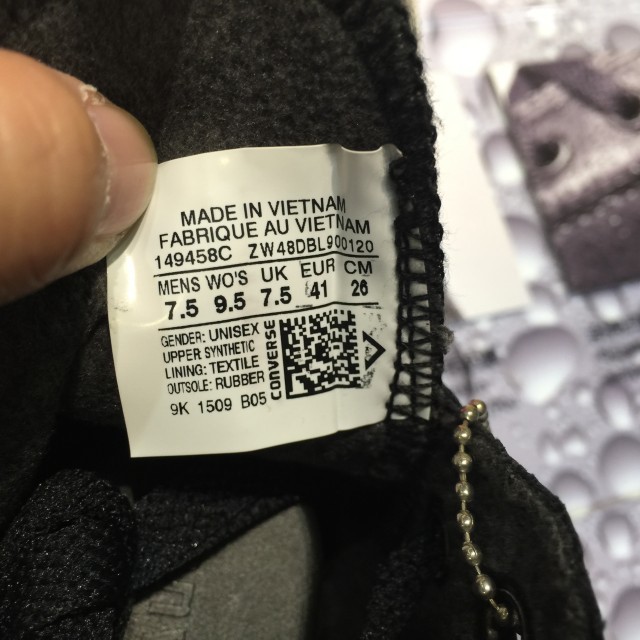 MADE IN VIETNAM
FABRIQUE AU VIETNAM
149458C ZW48DBL900120
MENS WO'S UK EUR CM
7.5 9.5 7.5 41 26
GENDER: UNISEX
UPPER SYNTHETIC
LINING: TEXTILE
OUTSOLE: RUBBER
CONVERSE
9K 1509 B05